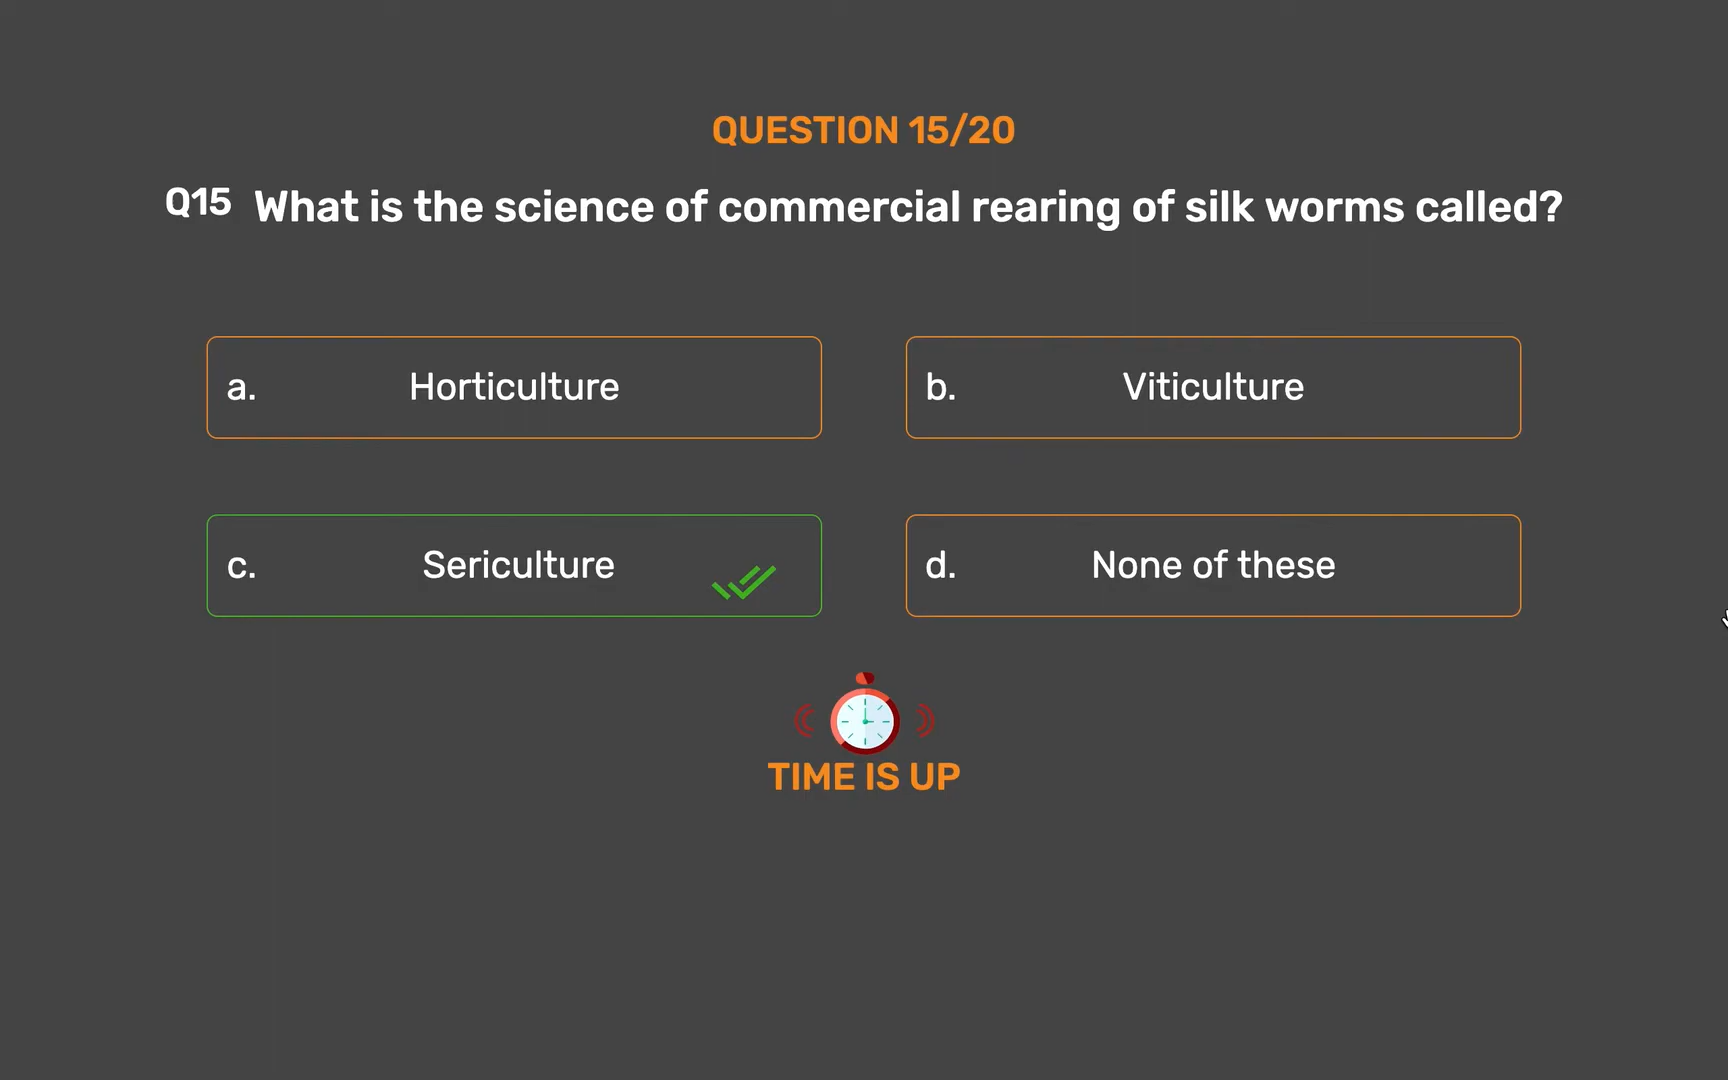 QUESTION 15/20
Q15 What is the science of commercial rearing of silk worms called?
a. Horticulture
b. Viticulture
c. Sericulture
d. None of these
TIME IS UP